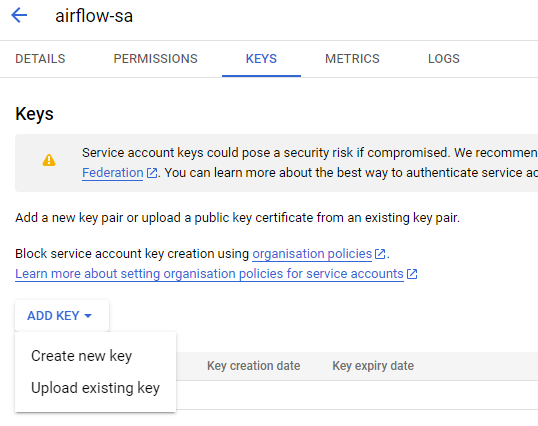 airflow-sa
DETAILS PERMISSIONS KEYS METRICS LOGS
Keys
Service account keys could pose a security risk if compromised. We recommen
Federation. You can learn more about the best way to authenticate service ac
Add a new key pair or upload a public key certificate from an existing key pair.
Block service account key creation using organisation policies.
Learn more about setting organisation policies for service accounts
ADD KEY
Create new key
Upload existing key
Key creation date Key expiry date